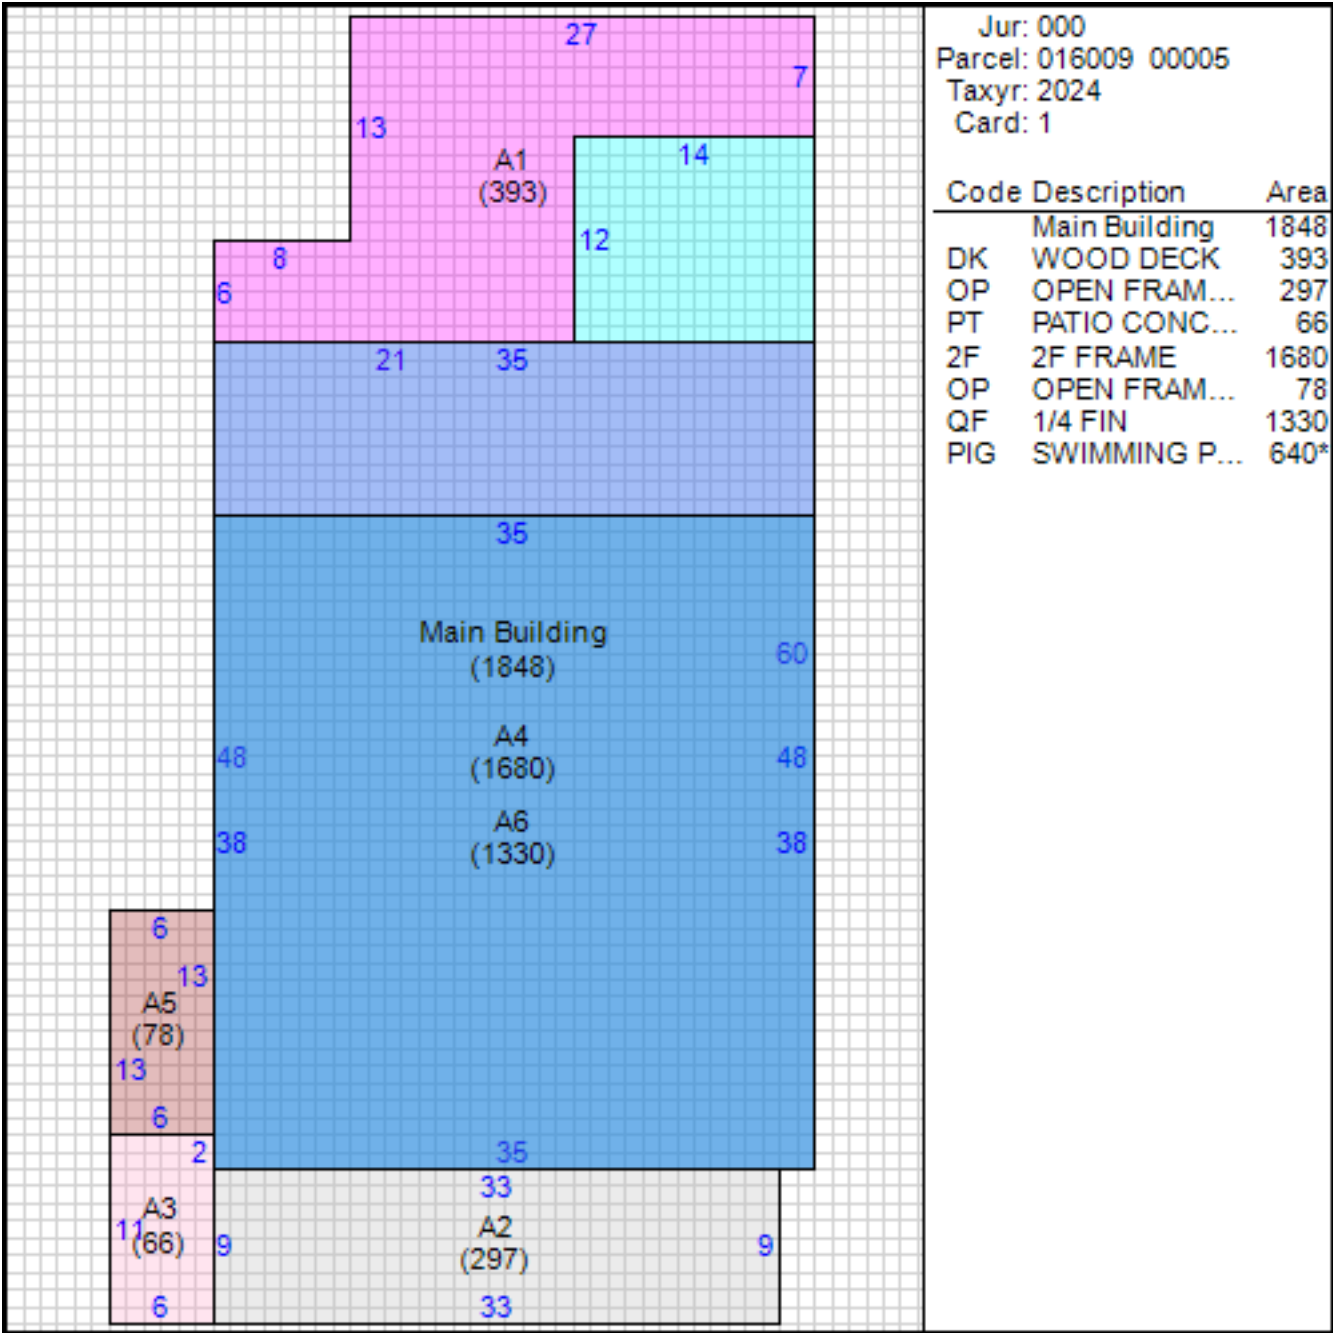 27
7
13
A1
(393)
14
12
8
6
21
35
35
Main Building
(1848)
60
A4
(1680)
48
48
A6
(1330)
38
38
6
13
A5
(78)
13
6
2
35
33
A3
(66)
11
A2
(297)
9
9
6
33
Jur: 000
Parcel: 016009 00005
Taxyr: 2024
Card: 1
Code Description Area
Main Building 1848
DK WOOD DECK 393
OP OPEN FRAM... 297
PT PATIO CONC... 66
2F 2F FRAME 1680
OP OPEN FRAM... 78
QF 1/4 FIN 1330
PIG SWIMMING P... 640*